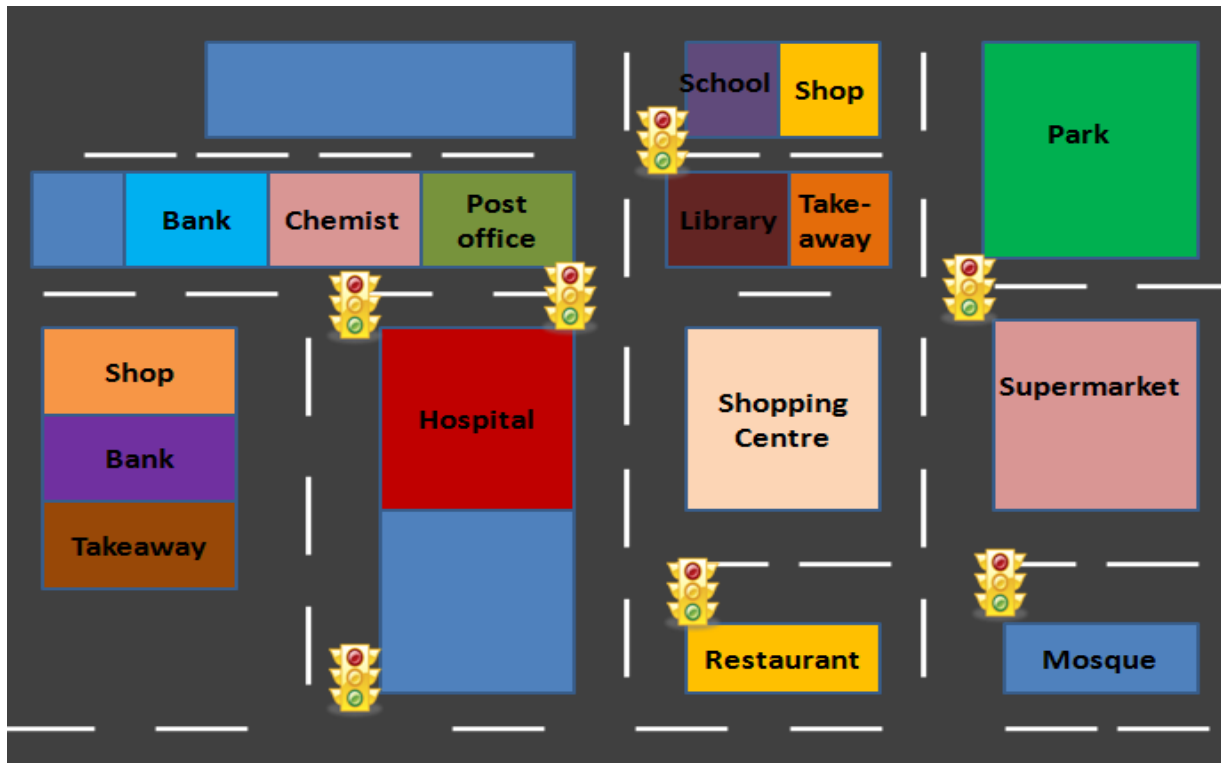 School
Shop
Park
Bank
Chemist
Post
office
Library
Take-
away
Shop
Bank
Takeaway
Hospital
Shopping
Centre
Supermarket
Restaurant
Mosque